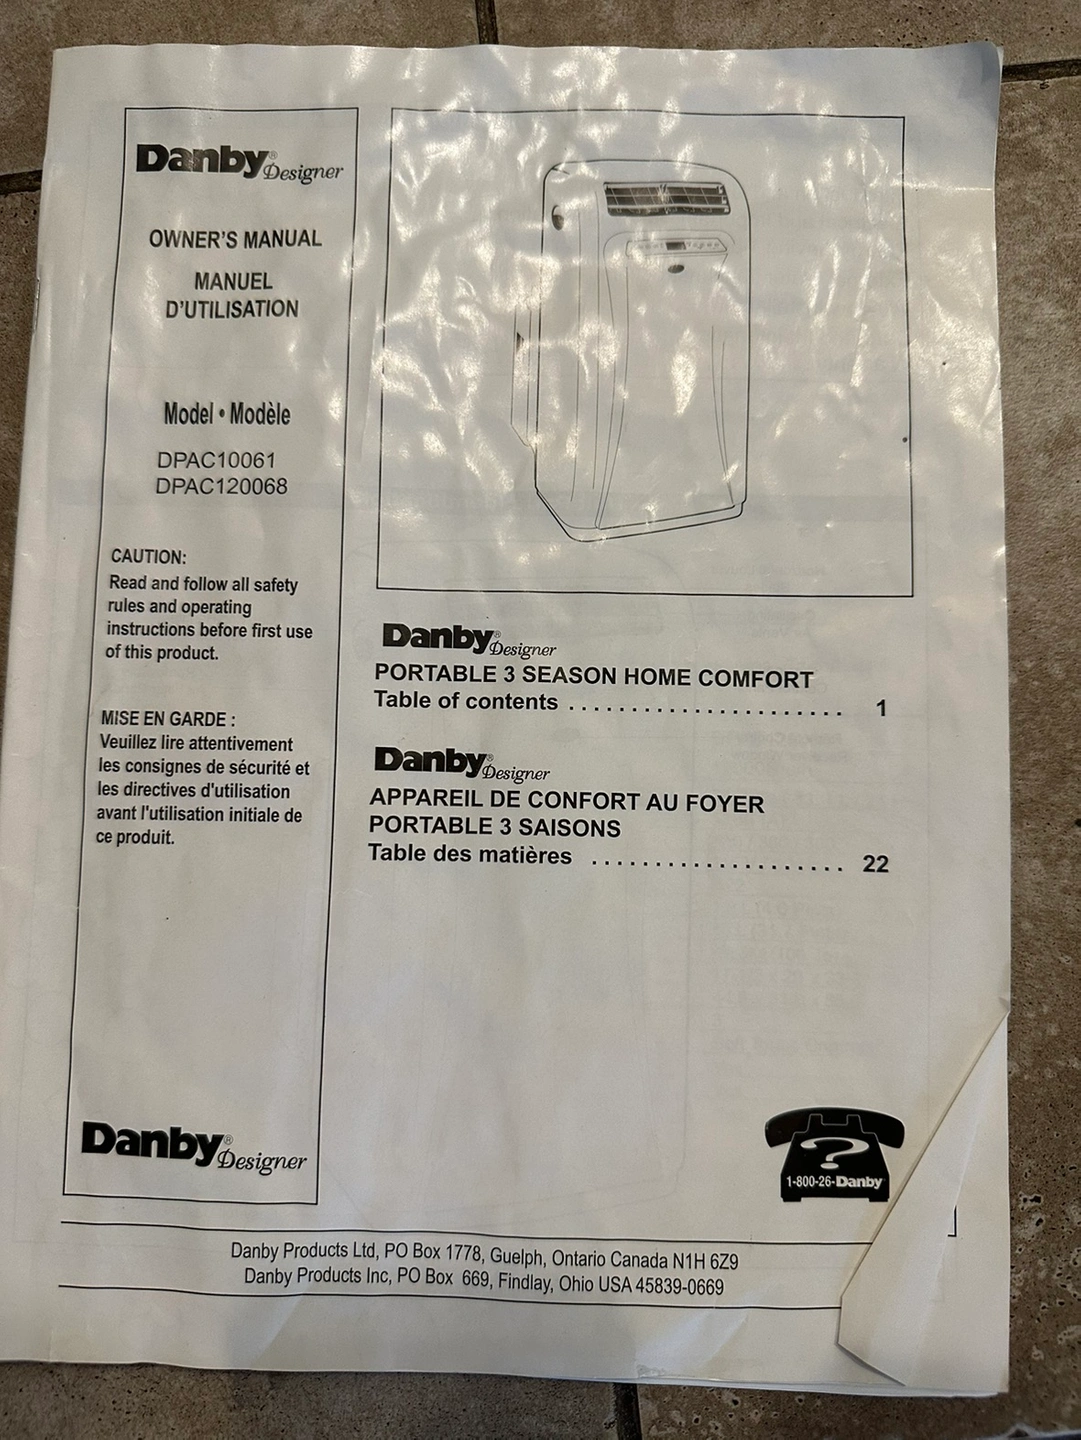 Danby® Designer
OWNER'S MANUAL
MANUEL
D'UTILISATION
Model • Modèle
DPAC10061
DPAC120068
CAUTION:
Read and follow all safety
rules and operating
instructions before first use
of this product.
MISE EN GARDE :
Veuillez lire attentivement
les consignes de sécurité et
les directives d'utilisation
avant l'utilisation initiale de
ce produit.
Danby® Designer
Danby® Designer
PORTABLE 3 SEASON HOME COMFORT
Table of contents . . . . . . . . . . . . . . . . . . . . . . 1
Danby® Designer
APPAREIL DE CONFORT AU FOYER
PORTABLE 3 SAISONS
Table des matières . . . . . . . . . . . . . . . . . . . . 22
?
1-800-26-Danby
Danby Products Ltd, PO Box 1778, Guelph, Ontario Canada N1H 6Z9
Danby Products Inc, PO Box 669, Findlay, Ohio USA 45839-0669